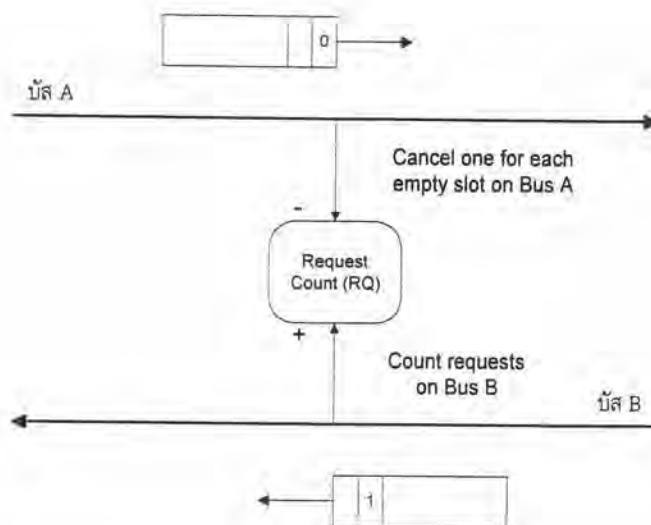 0
บัส A
Cancel one for each
empty slot on Bus A
-
Request
Count (RQ)
+
Count requests
on Bus B
บัส B
1